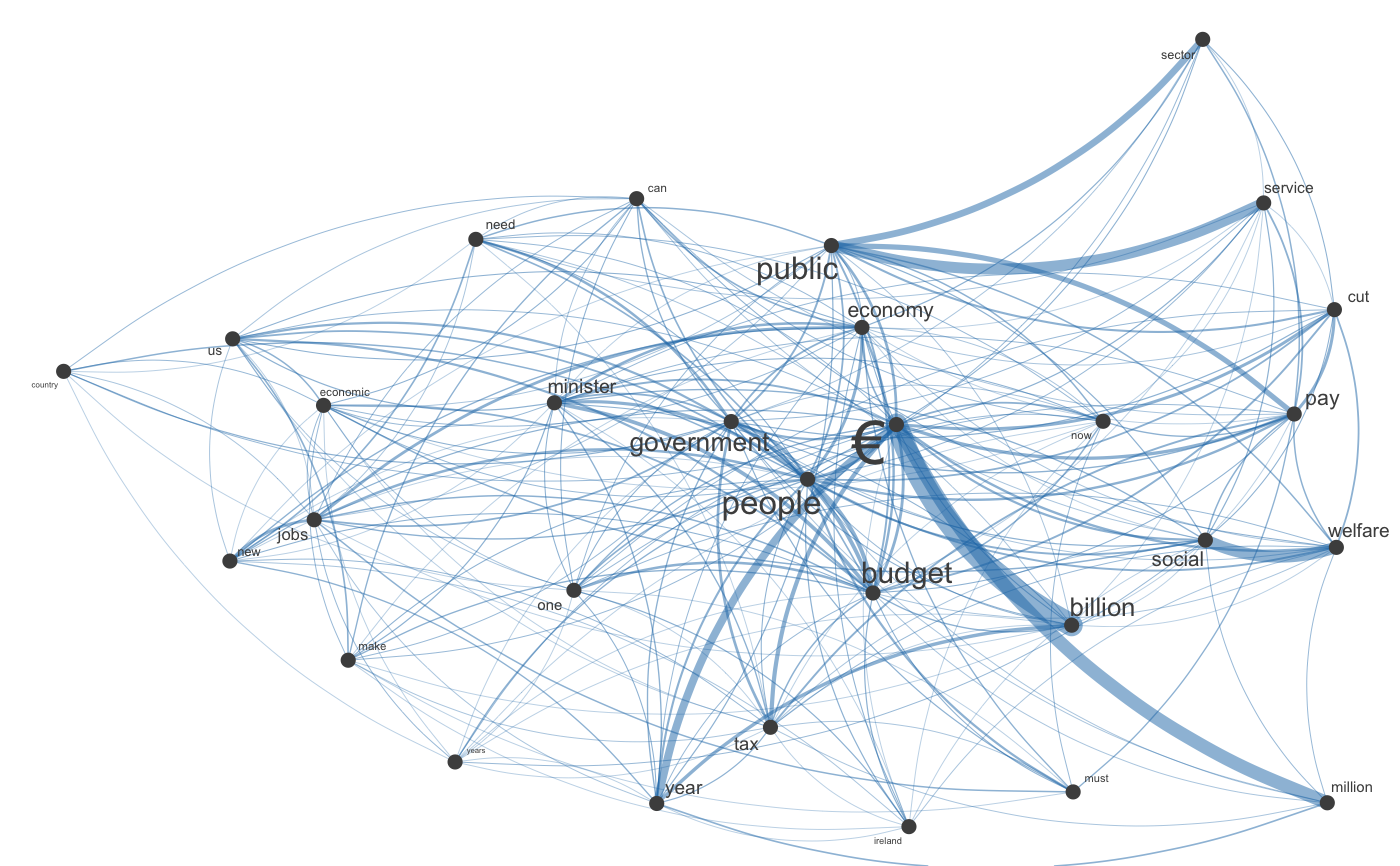 sector
can
service
need
public
cut
economy
us
country
minister
economic
pay
now
government
€
people
jobs
new
welfare
social
budget
one
billion
make
tax
years
must
year
million
ireland